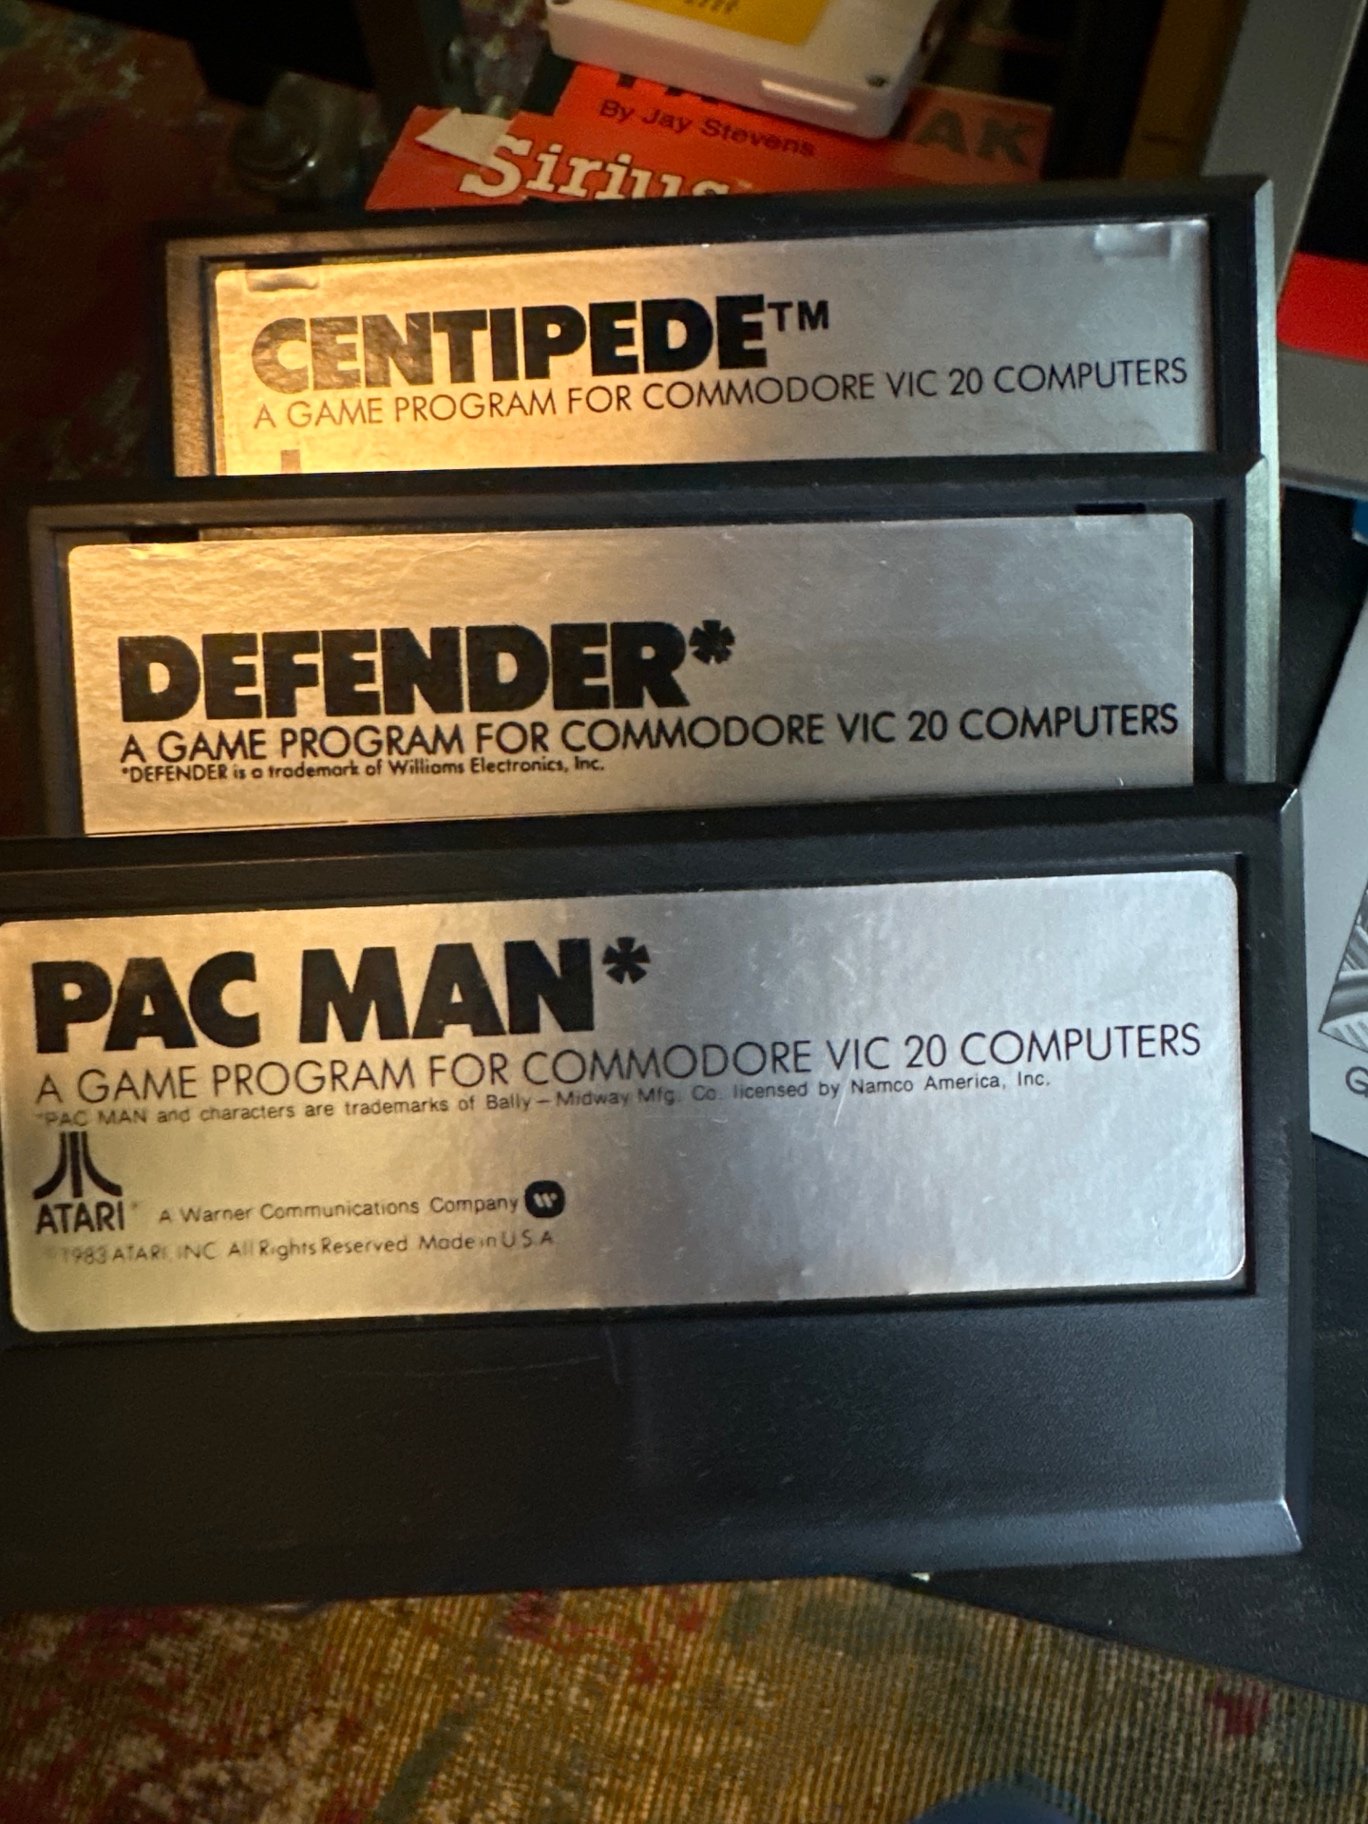 By Jay Stevens
AK
Sirius
CENTIPEDE™
A GAME PROGRAM FOR COMMODORE VIC 20 COMPUTERS
DEFENDER*
A GAME PROGRAM FOR COMMODORE VIC 20 COMPUTERS
*DEFENDER is a trademark of Williams Electronics, Inc.
PAC MAN*
A GAME PROGRAM FOR COMMODORE VIC 20 COMPUTERS
*PAC MAN and characters are trademarks of Bally – Midway Mfg. Co. licensed by Namco America, Inc.
ATARI® A Warner Communications Company
©1983 ATARI, INC. All Rights Reserved Made in U.S.A.